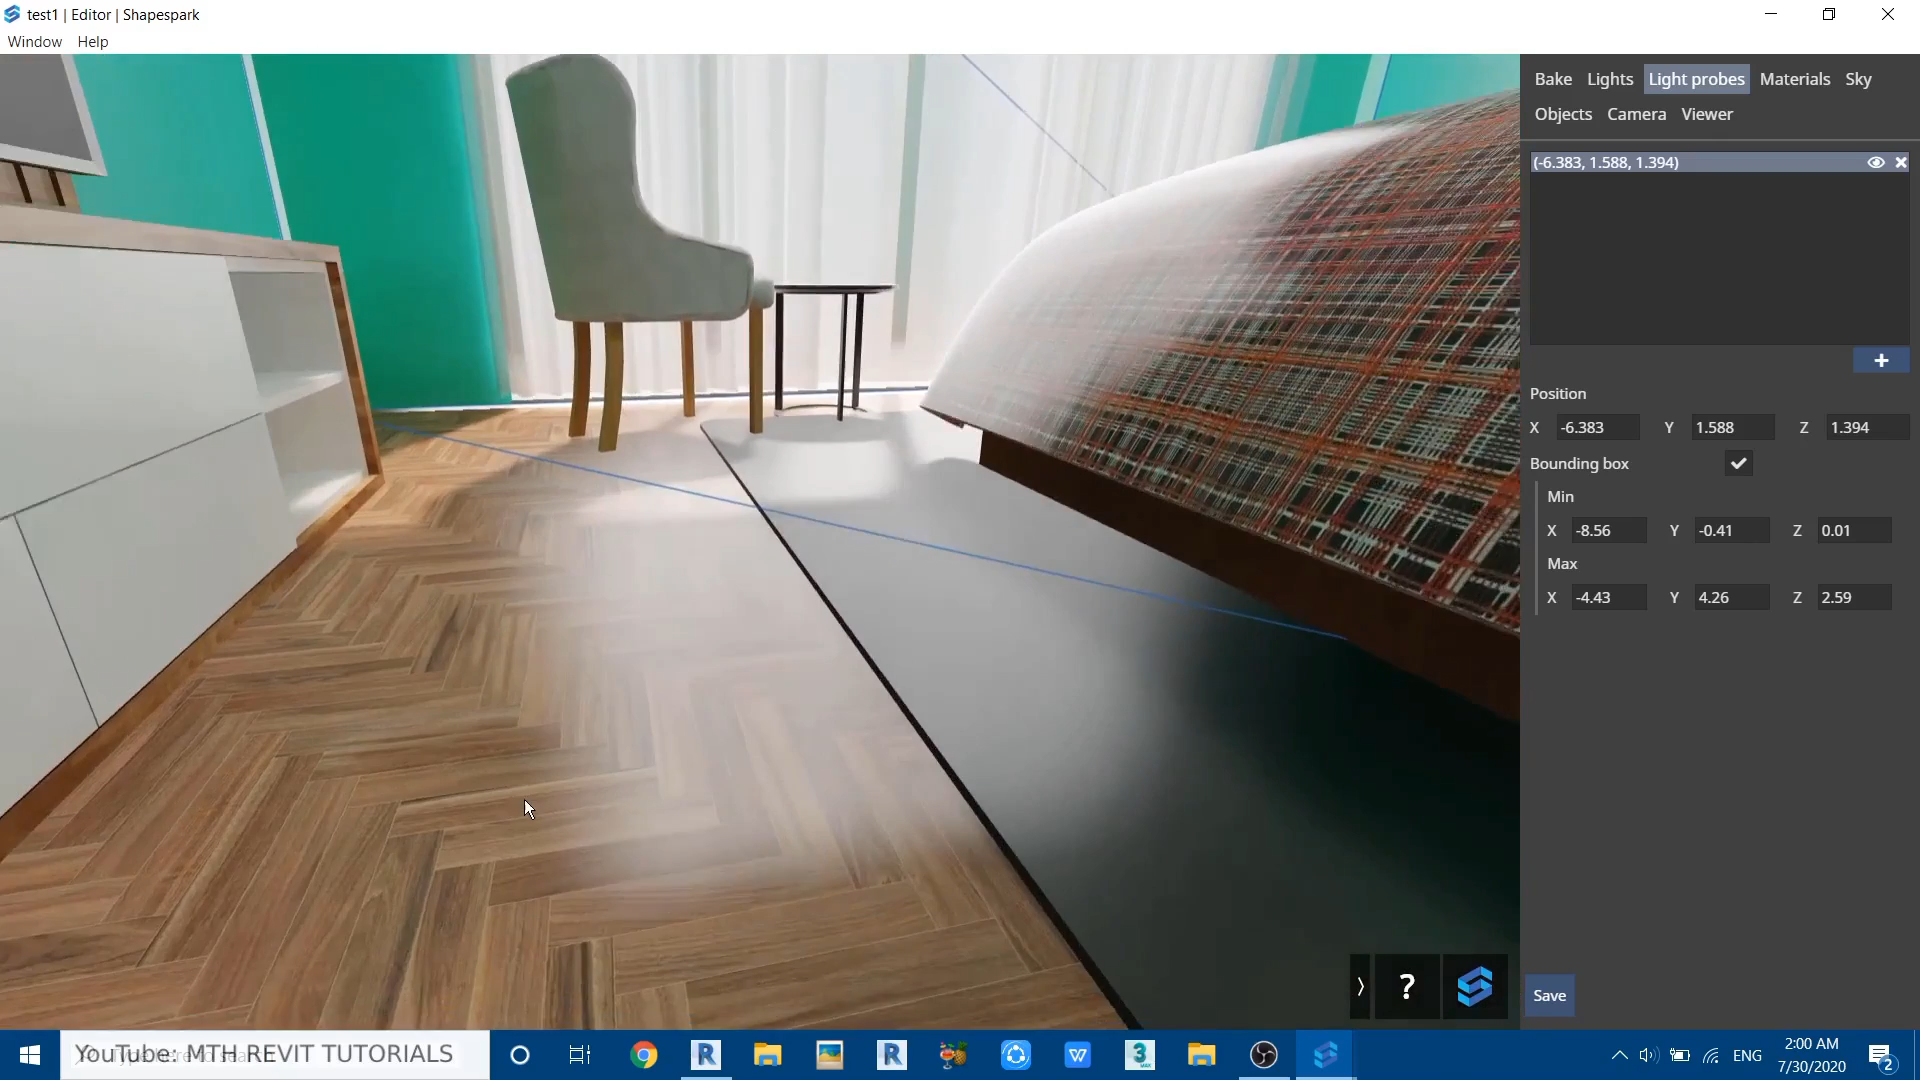 test1 | Editor | Shapespark
Window Help
Bake Lights Light probes Materials Sky
Objects Camera Viewer
(-6.383, 1.588, 1.394)
+
Position
X -6.383 Y 1.588 Z 1.394
Bounding box
Min
X -8.56 Y -0.41 Z 0.01
Max
X -4.43 Y 4.26 Z 2.59
?
Save
YouTube: MTH REVIT TUTORIALS
ENG
2:00 AM
7/30/2020
2